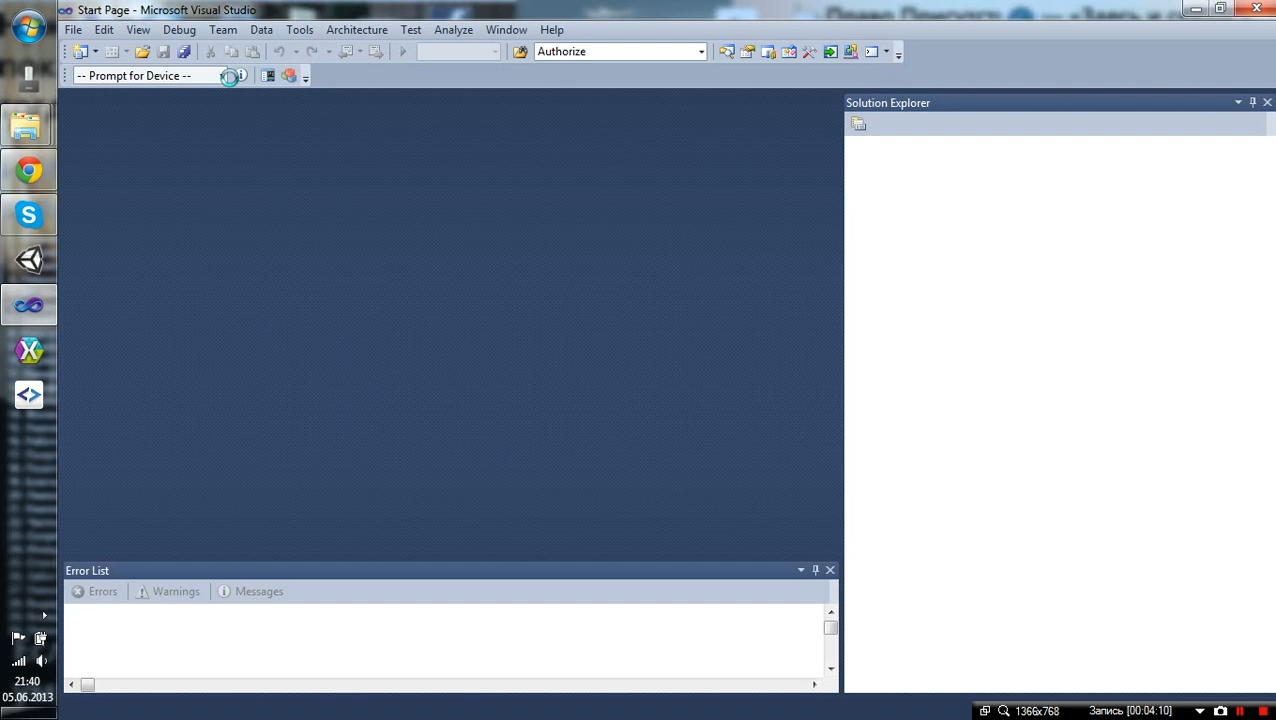 Start Page - Microsoft Visual Studio
File Edit View Debug Team Data Tools Architecture Test Analyze Window Help
Authorize
-- Prompt for Device --
Solution Explorer
Error List
Errors Warnings Messages
21:40
05.06.2013
1366x768 Запись [00:04:10]